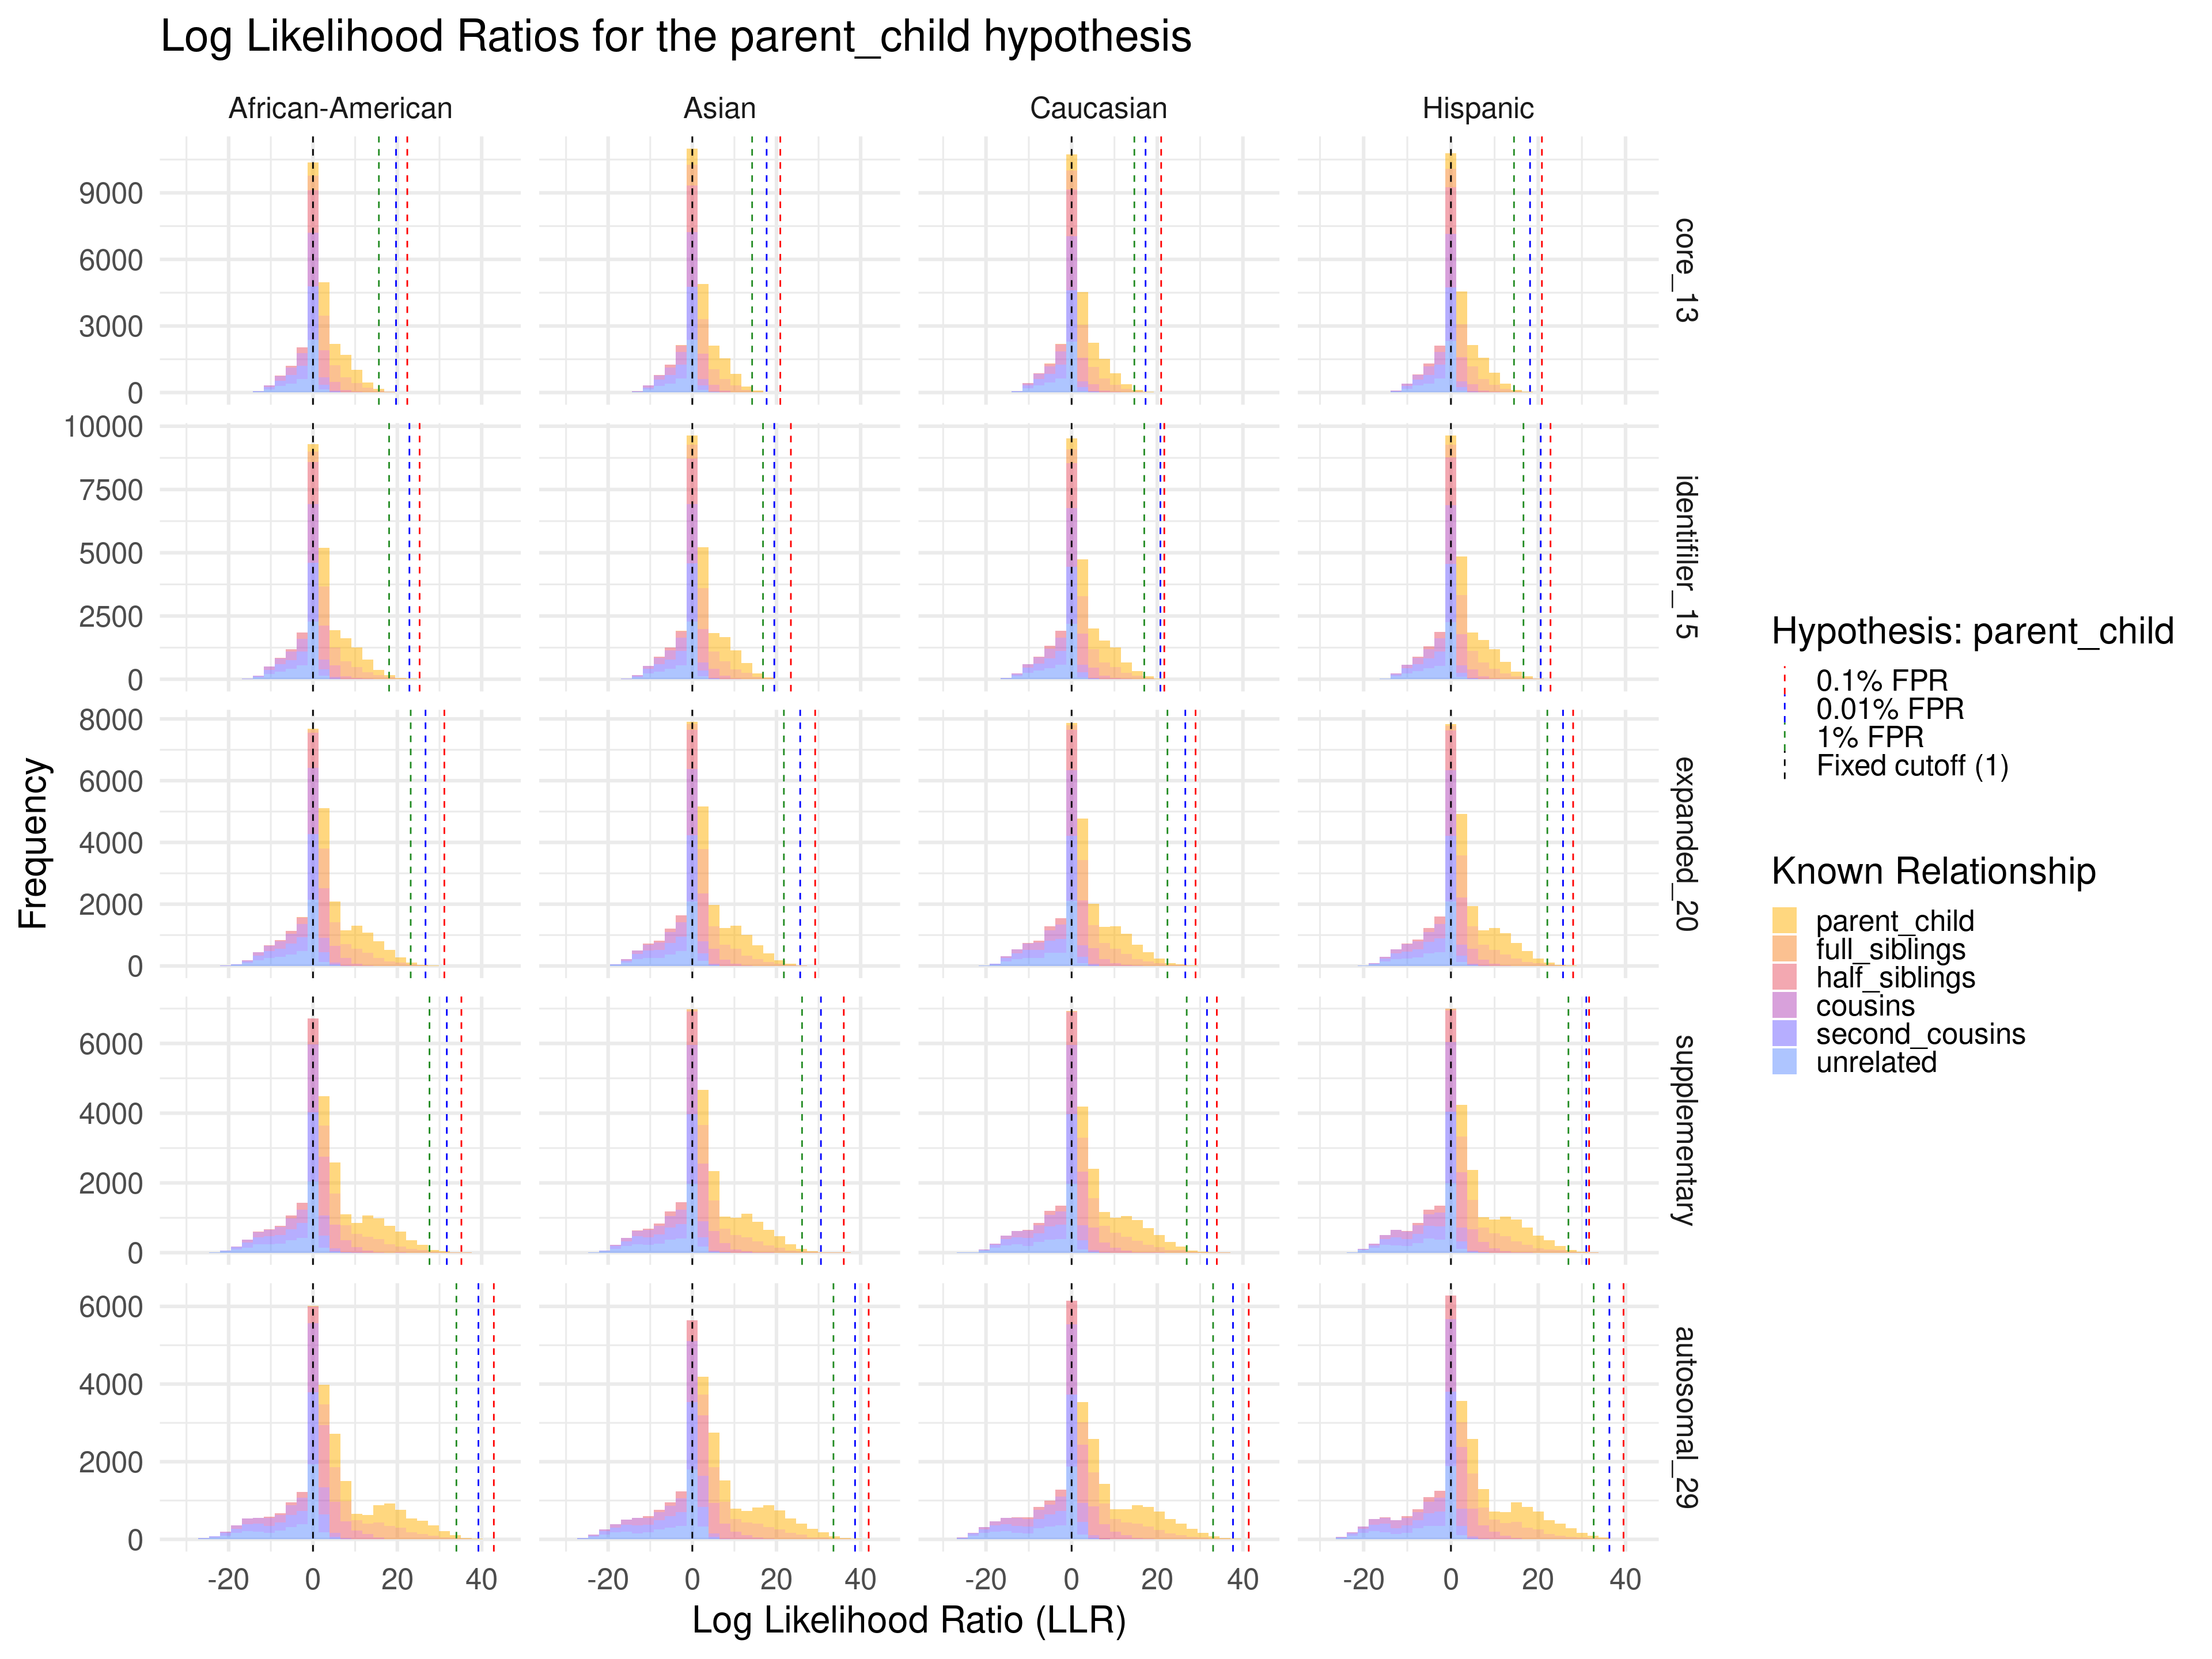 Log Likelihood Ratios for the parent_child hypothesis
African-American Asian Caucasian Hispanic
9000
6000
3000
0
core_13
10000
7500
5000
2500
0
identifiler_15
8000
6000
4000
2000
0
expanded_20
6000
4000
2000
0
supplementary
6000
4000
2000
0
autosomal_29
-20 0 20 40 -20 0 20 40 -20 0 20 40 -20 0 20 40
Log Likelihood Ratio (LLR)
Frequency
Hypothesis: parent_child
0.1% FPR
0.01% FPR
1% FPR
Fixed cutoff (1)
Known Relationship
parent_child
full_siblings
half_siblings
cousins
second_cousins
unrelated